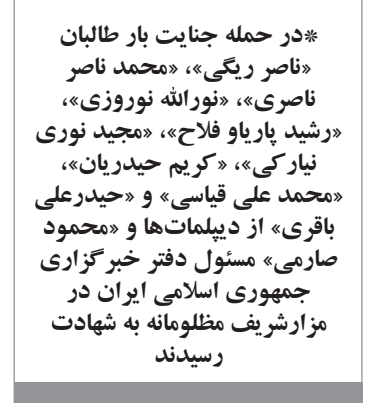 *در حمله جنایت بار طالبان
«ناصر ریگی»، «محمد ناصر
ناصری»، «نورالله نوروزی»،
«رشید پاریاو فلاح»، «مجید نوری
نیارکی»، «کریم حیدریان»،
«محمد علی قیاسی» و «حیدرعلی
باقری» از دیپلمات‌ها و «محمود
صارمی» مسئول دفتر خبرگزاری
جمهوری اسلامی ایران در
مزارشریف مظلومانه به شهادت
رسیدند